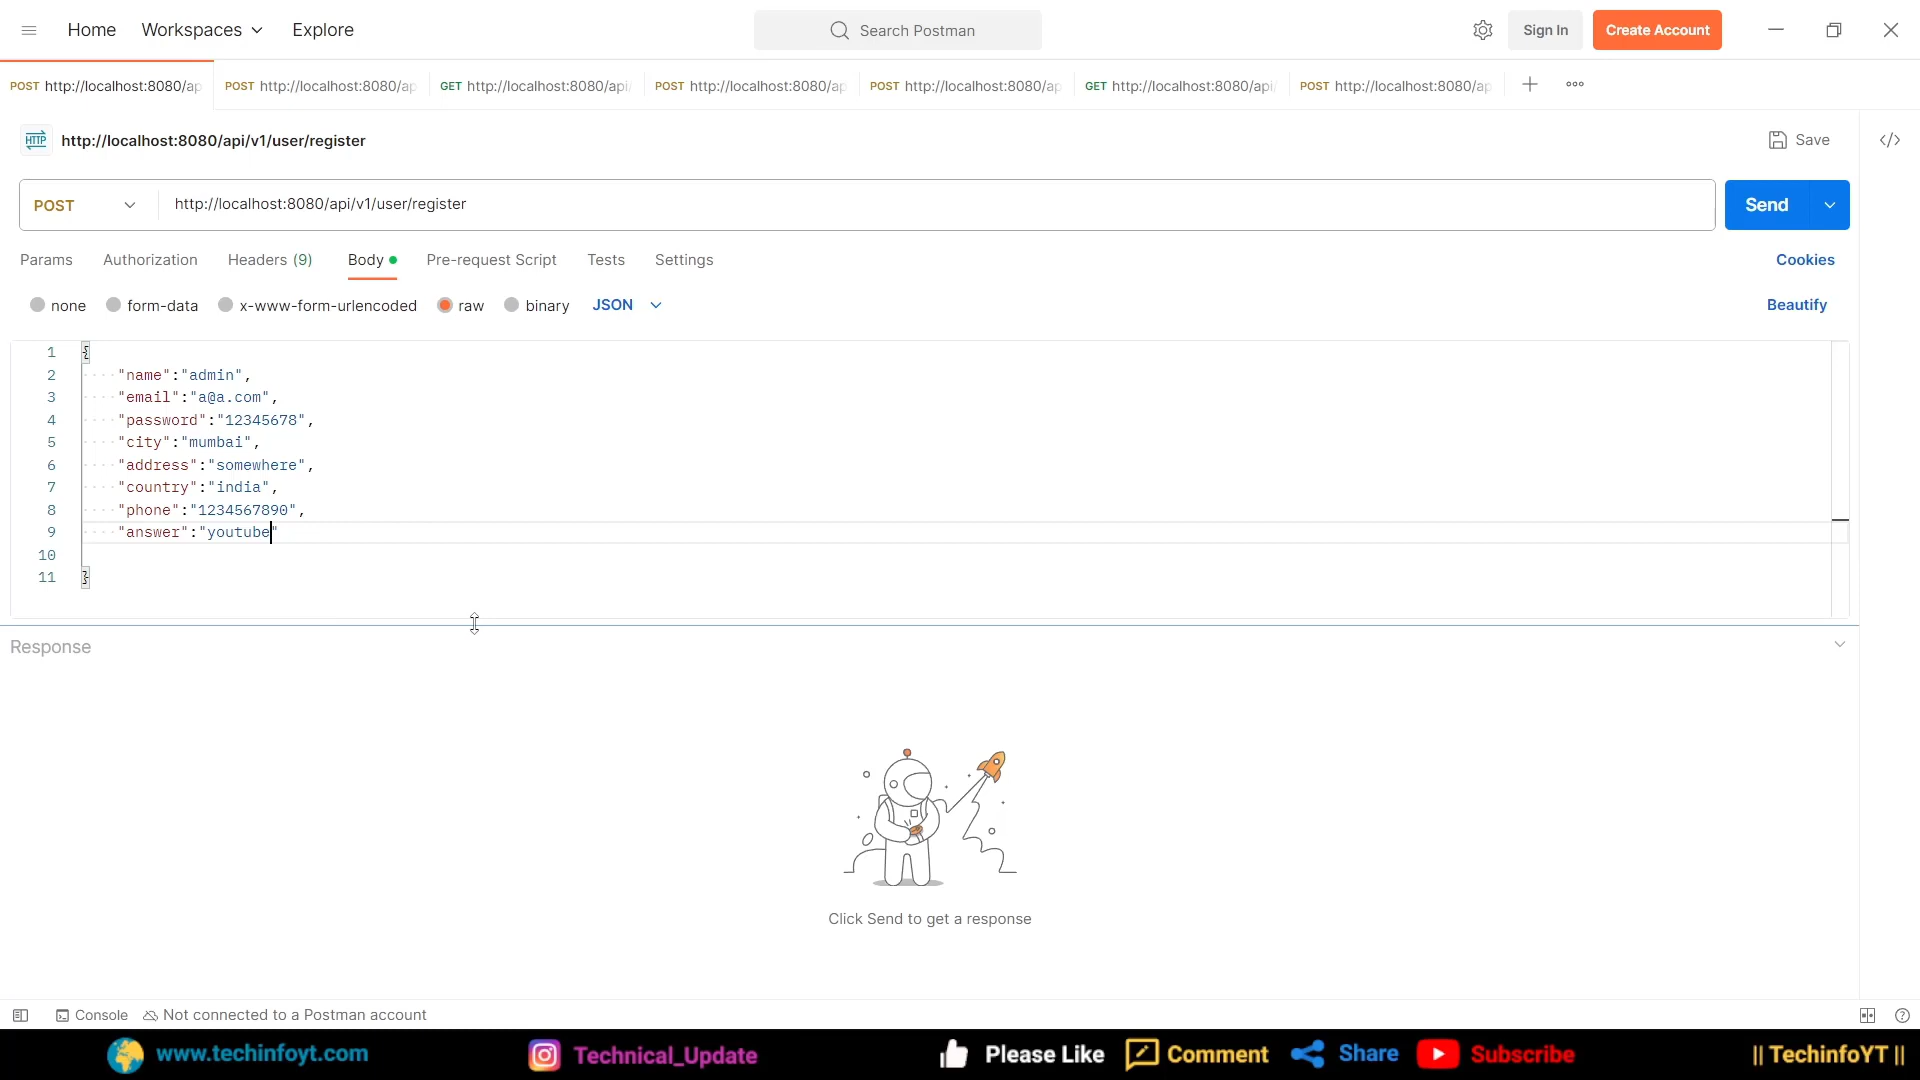 Home Workspaces Explore Search Postman Sign In Create Account
POST http://localhost:8080/ap POST http://localhost:8080/ap GET http://localhost:8080/api/ POST http://localhost:8080/ap POST http://localhost:8080/ap GET http://localhost:8080/api/ POST http://localhost:8080/ap
HTTP http://localhost:8080/api/v1/user/register Save </>
POST http://localhost:8080/api/v1/user/register Send
Params Authorization Headers (9) Body Pre-request Script Tests Settings Cookies
none form-data x-www-form-urlencoded raw binary JSON Beautify
1 {
2 "name":"admin",
3 "email":"a@a.com",
4 "password":"12345678",
5 "city":"mumbai",
6 "address":"somewhere",
7 "country":"india",
8 "phone":"1234567890",
9 "answer":"youtube"
10
11 }
Response
Click Send to get a response
Console Not connected to a Postman account
www.techinfoyt.com Technical_Update Please Like Comment Share Subscribe || TechinfoYT ||